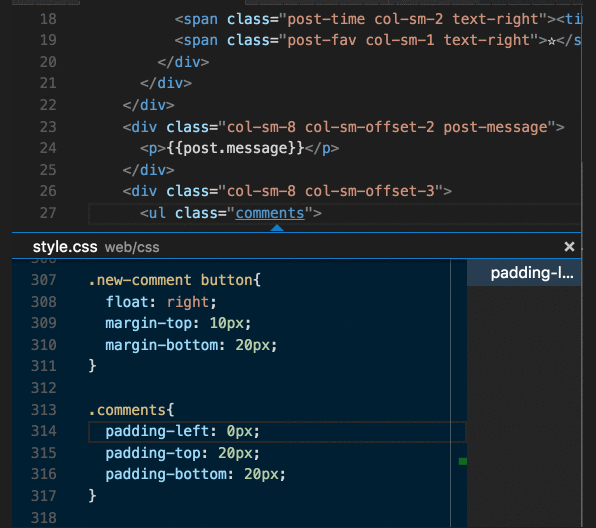 18 <span class="post-time col-sm-2 text-right"><ti
19 <span class="post-fav col-sm-1 text-right">☆</s
20 </div>
21 </div>
22 </div>
23 <div class="col-sm-8 col-sm-offset-2 post-message">
24 <p>{{post.message}}</p>
25 </div>
26 <div class="col-sm-8 col-sm-offset-3">
27 <ul class="comments">
style.css web/css ×
padding-l...
307 .new-comment button{
308 float: right;
309 margin-top: 10px;
310 margin-bottom: 20px;
311 }
312
313 .comments{
314 padding-left: 0px;
315 padding-top: 20px;
316 padding-bottom: 20px;
317 }
318